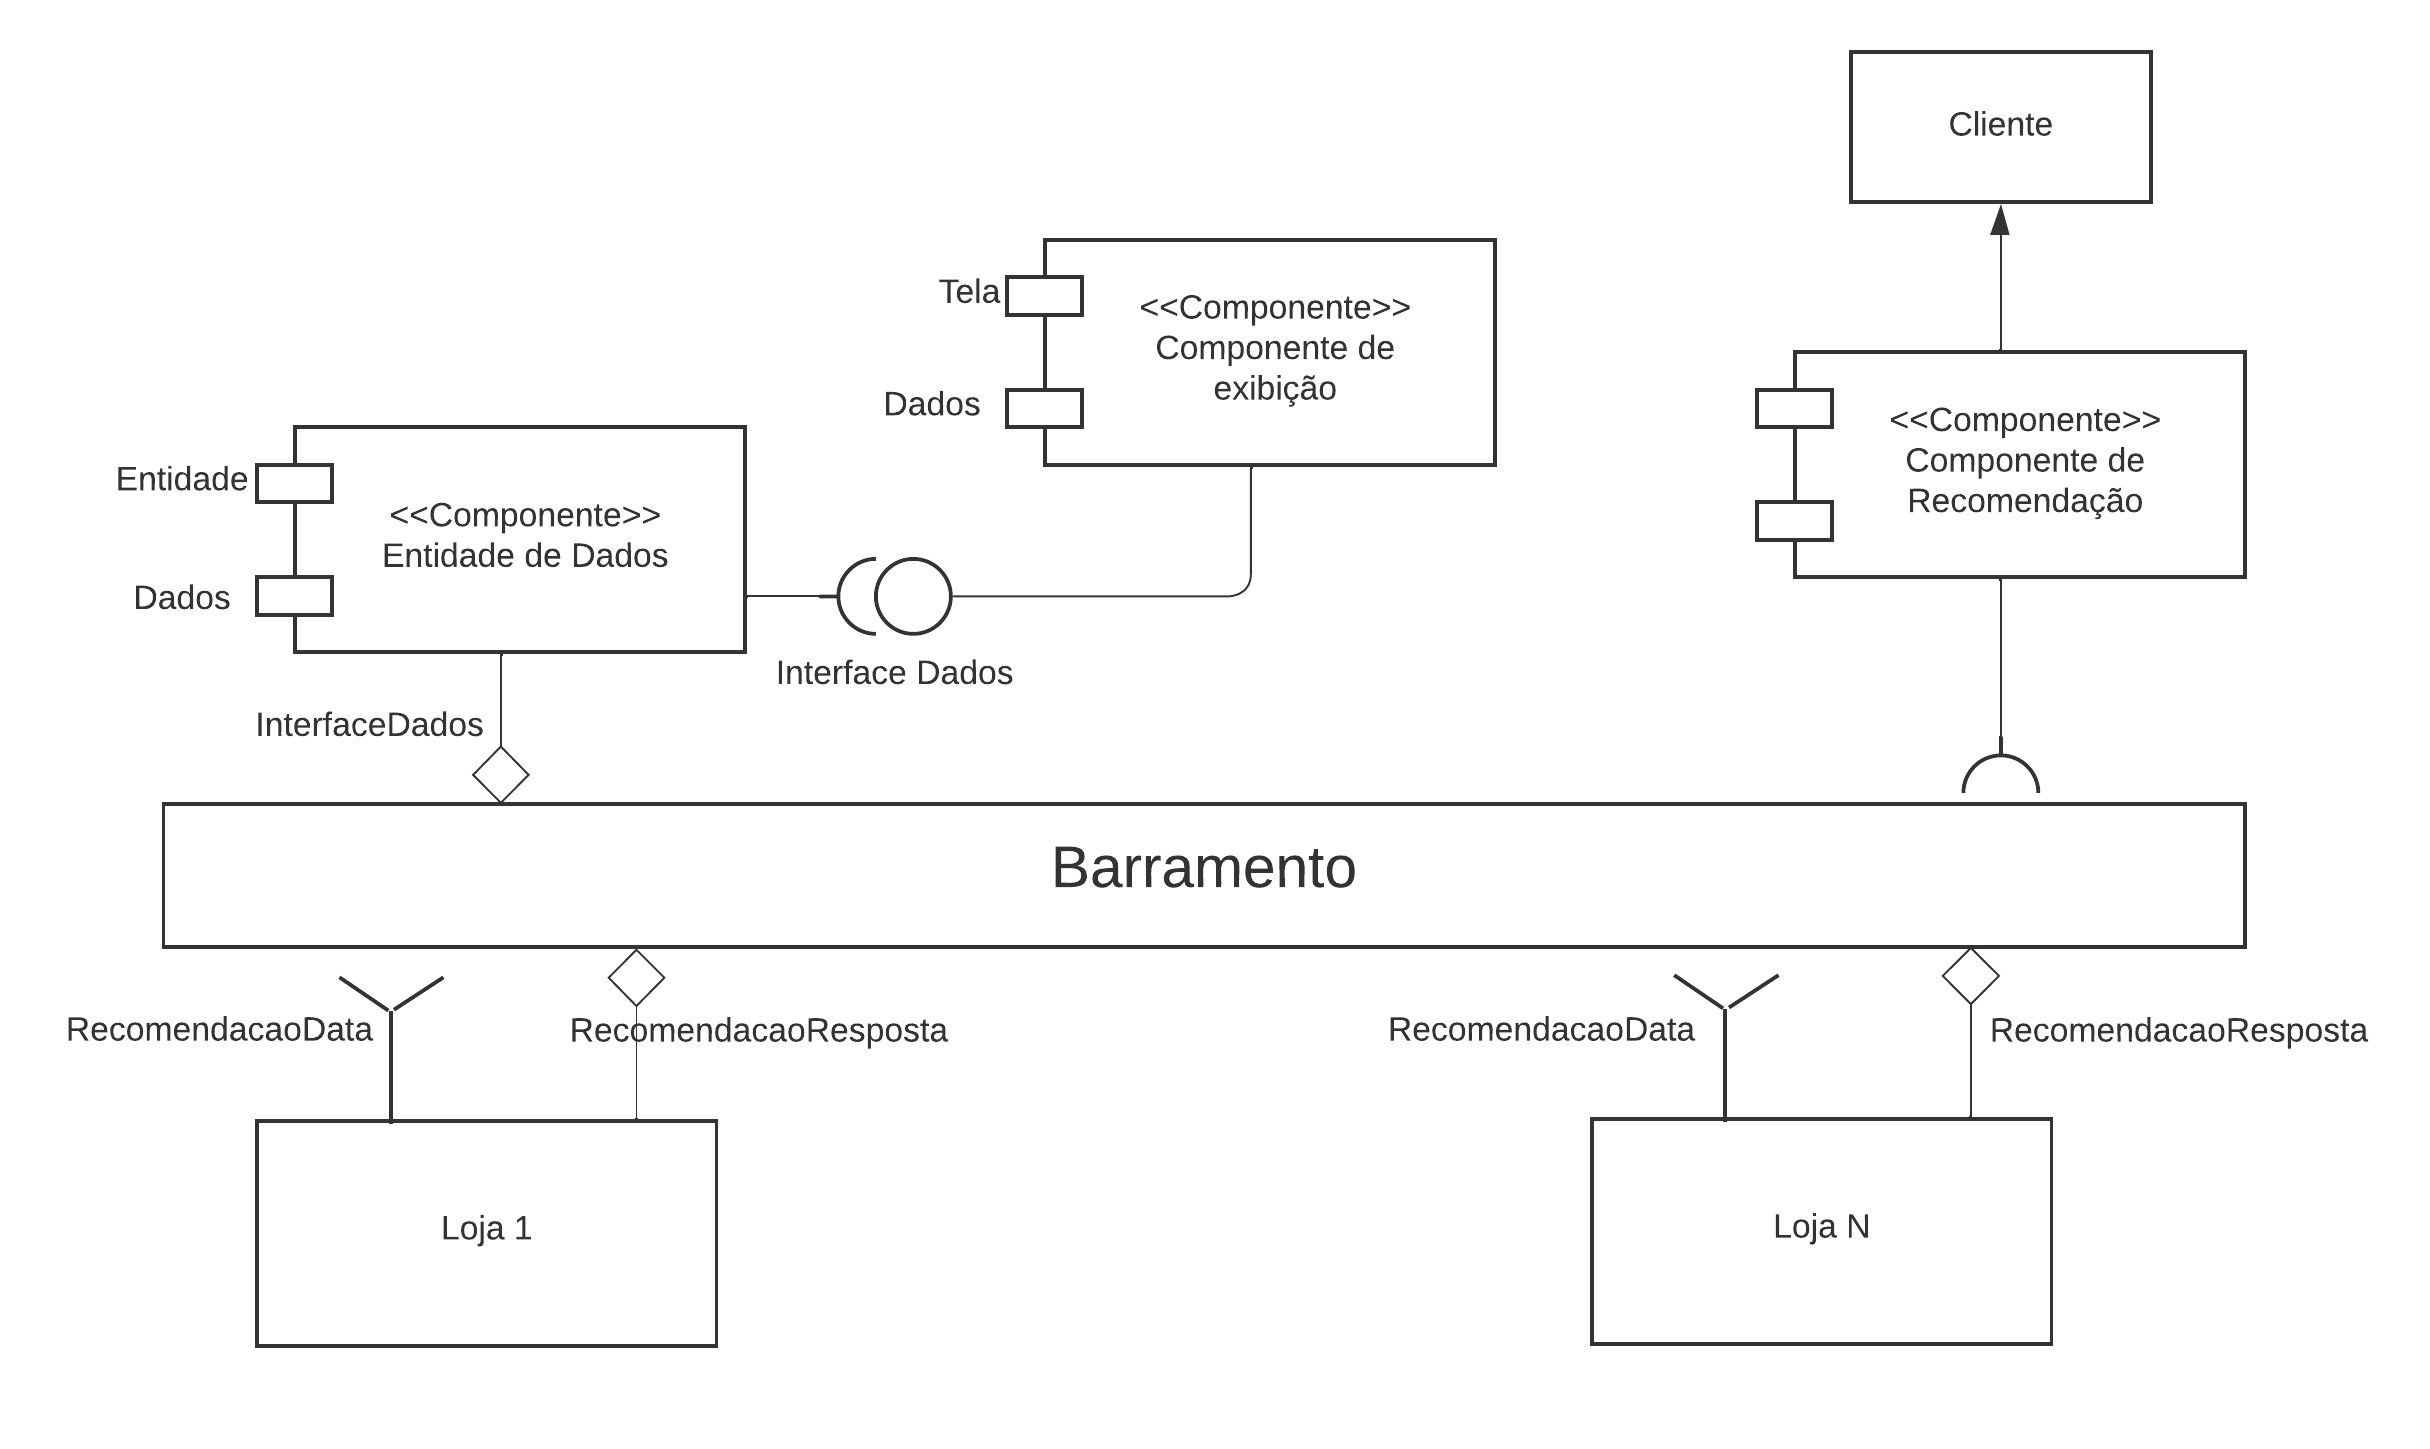 Cliente
Tela
<<Componente>>
Componente de
exibição
Dados
<<Componente>>
Componente de
Recomendação
Entidade
<<Componente>>
Entidade de Dados
Dados
Interface Dados
InterfaceDados
Barramento
RecomendacaoData
RecomendacaoResposta
RecomendacaoData
RecomendacaoResposta
Loja 1
Loja N